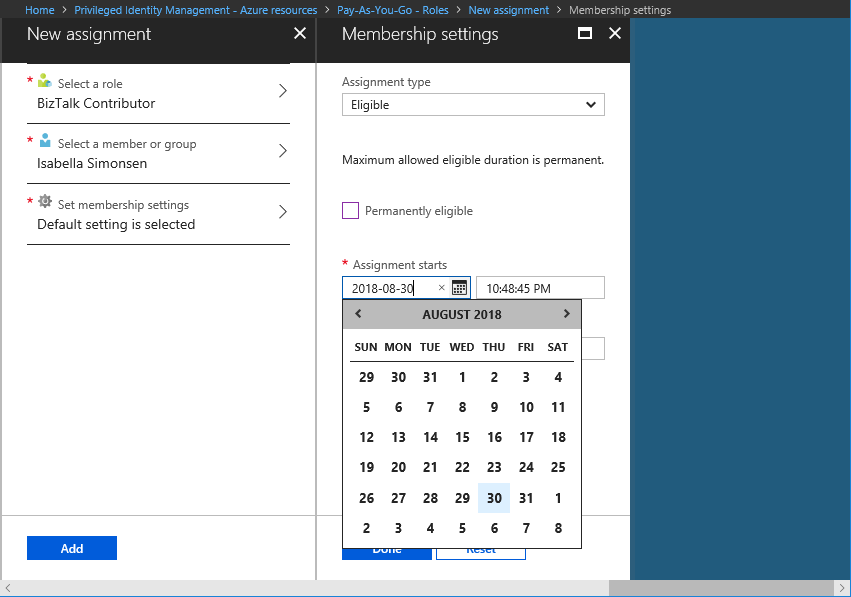 Home > Privileged Identity Management - Azure resources > Pay-As-You-Go - Roles > New assignment > Membership settings
New assignment
* Select a role
BizTalk Contributor
* Select a member or group
Isabella Simonsen
* Set membership settings
Default setting is selected
Add
Membership settings
Assignment type
Eligible
Maximum allowed eligible duration is permanent.
Permanently eligible
* Assignment starts
2018-08-30 10:48:45 PM
AUGUST 2018
SUN MON TUE WED THU FRI SAT
29 30 31 1 2 3 4
5 6 7 8 9 10 11
12 13 14 15 16 17 18
19 20 21 22 23 24 25
26 27 28 29 30 31 1
2 3 4 5 6 7 8
Done Reset